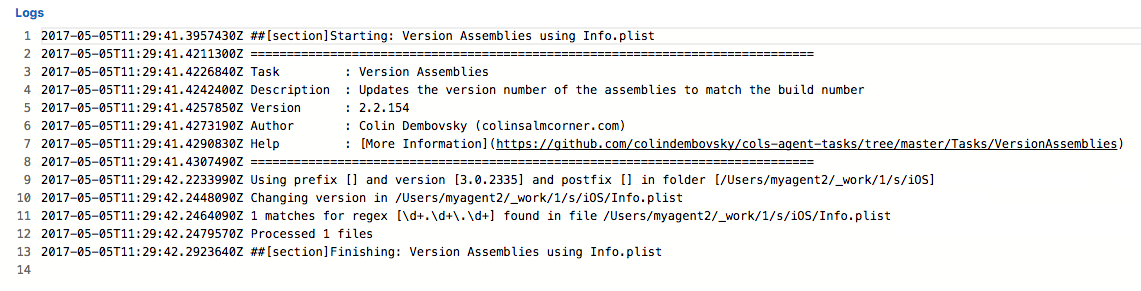 Logs
1 2017-05-05T11:29:41.3957430Z ##[section]Starting: Version Assemblies using Info.plist
2 2017-05-05T11:29:41.4211300Z ==============================================================================
3 2017-05-05T11:29:41.4226840Z Task         : Version Assemblies
4 2017-05-05T11:29:41.4242400Z Description  : Updates the version number of the assemblies to match the build number
5 2017-05-05T11:29:41.4257850Z Version      : 2.2.154
6 2017-05-05T11:29:41.4273190Z Author       : Colin Dembovsky (colinsalmcorner.com)
7 2017-05-05T11:29:41.4290830Z Help         : [More Information](https://github.com/colindembovsky/cols-agent-tasks/tree/master/Tasks/VersionAssemblies)
8 2017-05-05T11:29:41.4307490Z ==============================================================================
9 2017-05-05T11:29:42.2233990Z Using prefix [] and version [3.0.2335] and postfix [] in folder [/Users/myagent2/_work/1/s/iOS]
10 2017-05-05T11:29:42.2448090Z Changing version in /Users/myagent2/_work/1/s/iOS/Info.plist
11 2017-05-05T11:29:42.2464090Z 1 matches for regex [\d+.\d+\.\d+] found in file /Users/myagent2/_work/1/s/iOS/Info.plist
12 2017-05-05T11:29:42.2479570Z Processed 1 files
13 2017-05-05T11:29:42.2923640Z ##[section]Finishing: Version Assemblies using Info.plist
14